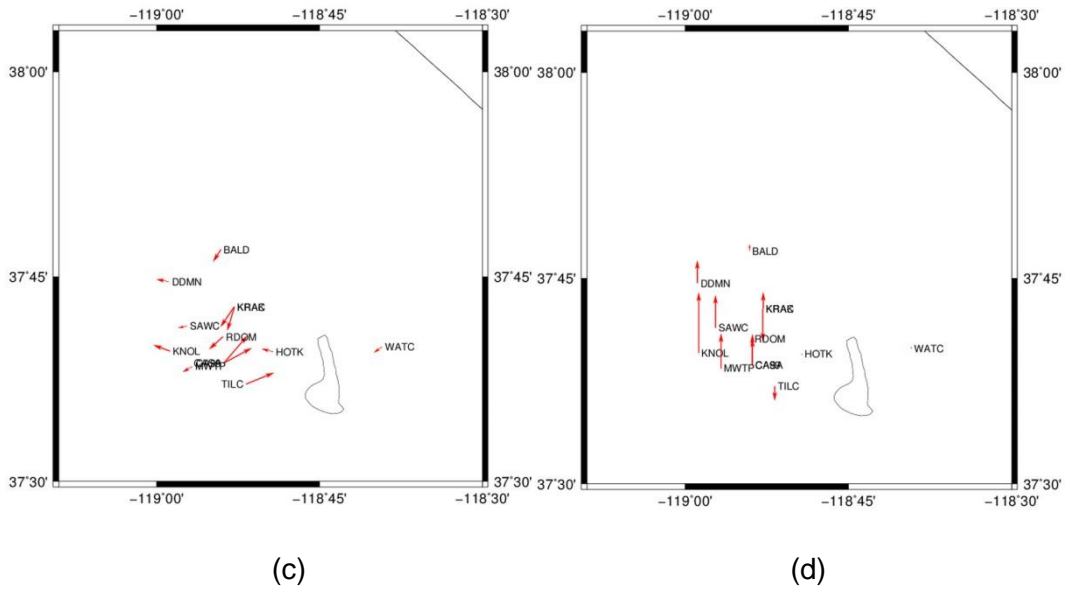 −119˚00' −118˚45' −118˚30' −119˚00' −118˚45' −118˚30'
38˚00' 38˚00' 38˚00'
BALD BALD
37˚45' DDMN 37˚45' DDMN 37˚45'
KRAC KRAC
SAWC RDOM SAWC RDOM
KNOL HOTK WATC KNOL HOTK WATC
CASA MWTP MWTP CASA
TILC TILC
37˚30' 37˚30' 37˚30'
−119˚00' −118˚45' −118˚30' −119˚00' −118˚45' −118˚30'
(c) (d)